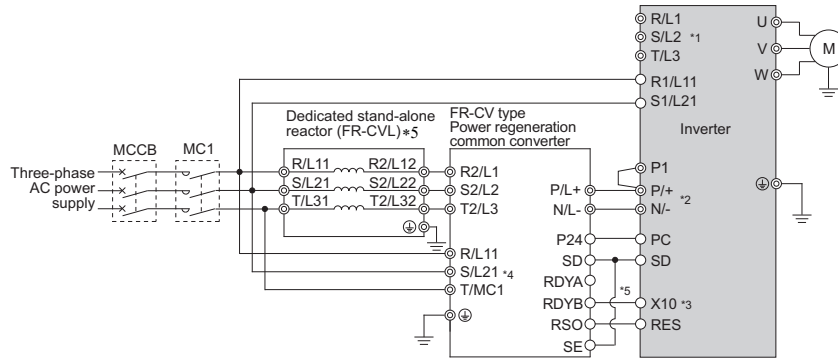 R/L1
S/L2 *1
T/L3
R1/L11
S1/L21
U
V
W
M
Inverter
Dedicated stand-alone
reactor (FR-CVL)*5
FR-CV type
Power regeneration
common converter
MCCB
MC1
Three-phase
AC power
supply
R/L11
R2/L12
S/L21
S2/L22
T/L31
T2/L32
R2/L1
S2/L2
T2/L3
P/L+
N/L-
P1
P/+
N/-
*2
P24
PC
SD
SD
R/L11
S/L21 *4
T/MC1
RDYA
RDYB
*5
X10 *3
RSO
RES
SE